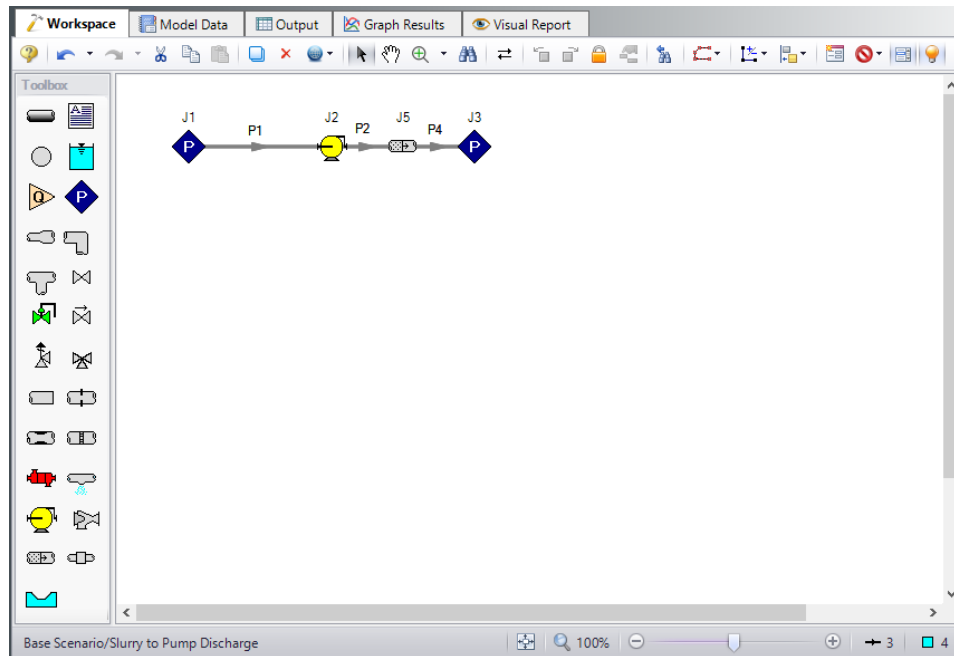 Workspace Model Data Output Graph Results Visual Report
Toolbox
A
J1 J2 J5 J3
P1 P2 P4
P P
Q P
Base Scenario/Slurry to Pump Discharge 100% 3 4